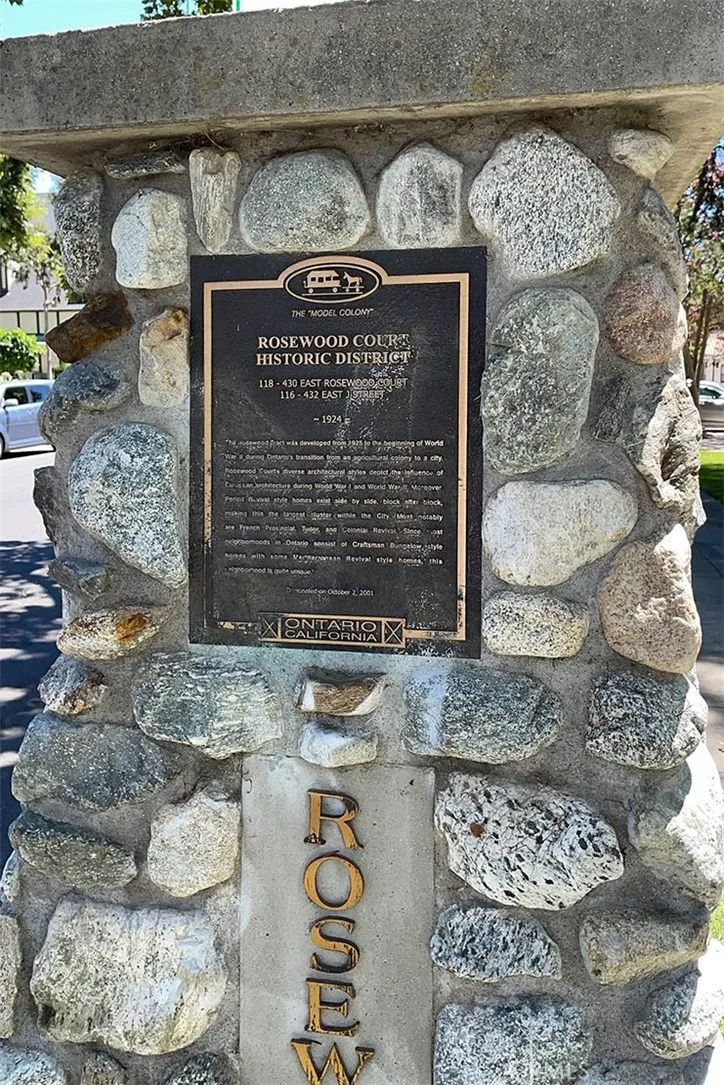 THE "MODEL COLONY"
ROSEWOOD COURT
HISTORIC DISTRICT
118 - 430 EAST ROSEWOOD COURT
116 - 432 EAST J STREET
~ 1924 ~
The Rosewood Tract was developed from 1925 to the beginning of World
War II during Ontario's transition from an agricultural colony to a city.
Rosewood Court's diverse architectural styles depict the influence of
European architecture during World War I and World War II. Moreover
Period Revival style homes exist side by side, block after block,
making this the largest cluster within the City. Most notably
are French Provincial, Tudor, and Colonial Revival. Since most
neighborhoods in Ontario consist of Craftsman Bungalow style
homes with some Mediterranean Revival style homes, this
neighborhood is quite unique.
Designated on October 2, 2001
ONTARIO
CALIFORNIA
ROSEW